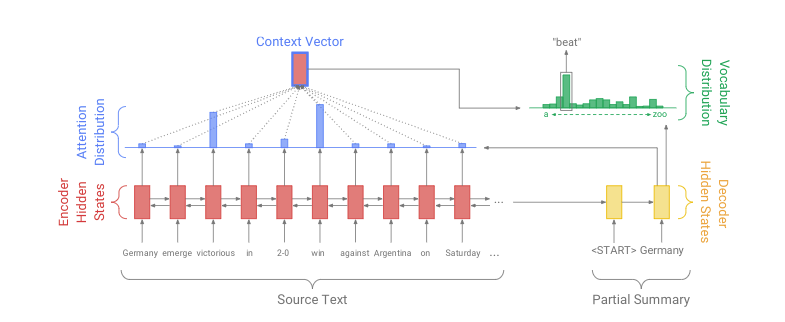 Context Vector
"beat"
Attention
Distribution
a
zoo
Vocabulary
Distribution
Encoder
Hidden
States
...
Decoder
Hidden States
Germany emerge victorious in 2-0 win against Argentina on Saturday ...
<START> Germany
Source Text
Partial Summary